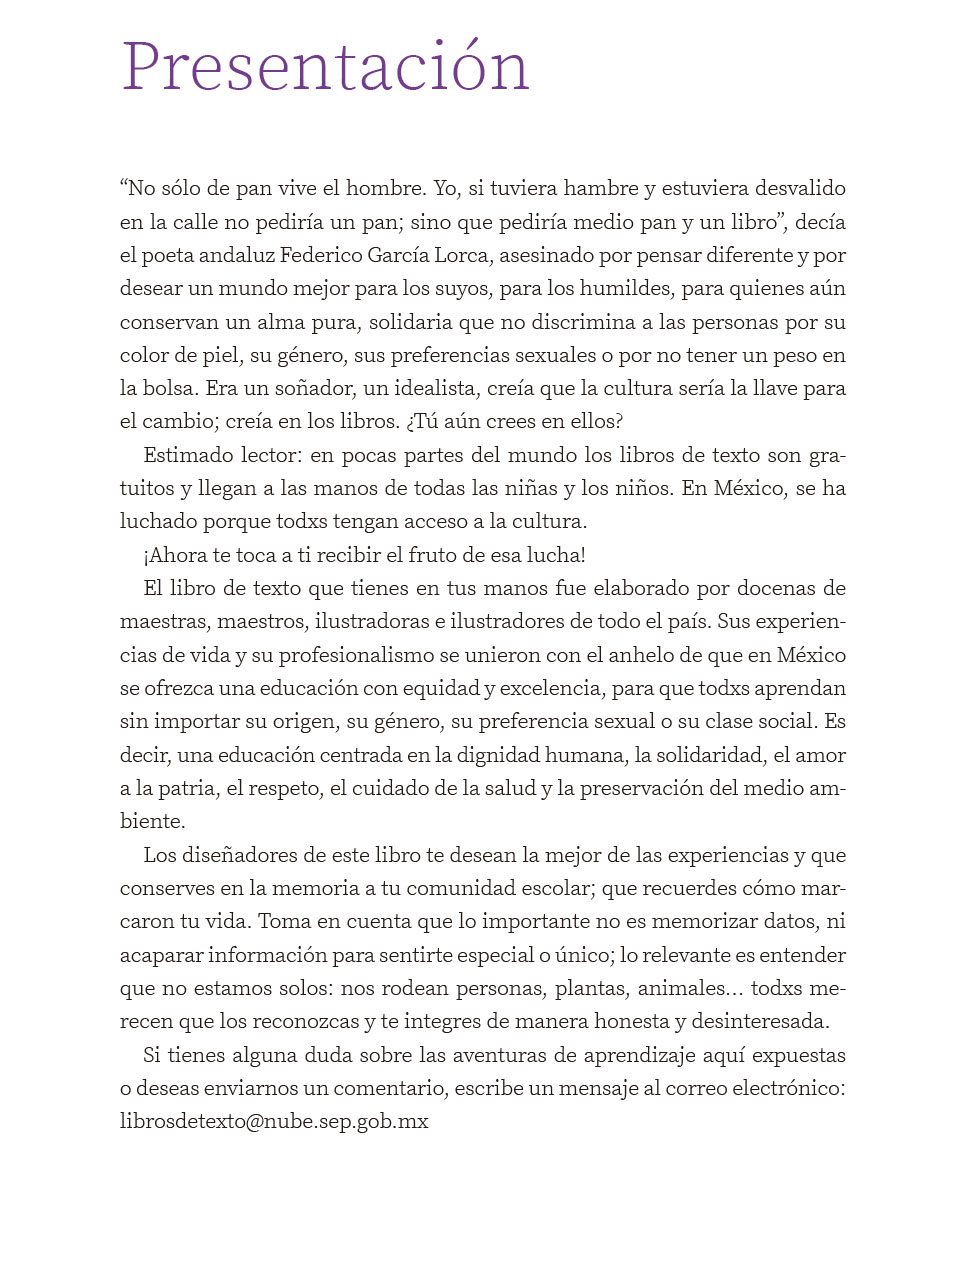 Presentación
“No sólo de pan vive el hombre. Yo, si tuviera hambre y estuviera desvalido
en la calle no pediría un pan; sino que pediría medio pan y un libro”, decía
el poeta andaluz Federico García Lorca, asesinado por pensar diferente y por
desear un mundo mejor para los suyos, para los humildes, para quienes aún
conservan un alma pura, solidaria que no discrimina a las personas por su
color de piel, su género, sus preferencias sexuales o por no tener un peso en
la bolsa. Era un soñador, un idealista, creía que la cultura sería la llave para
el cambio; creía en los libros. ¿Tú aún crees en ellos?
Estimado lector: en pocas partes del mundo los libros de texto son gra-
tuitos y llegan a las manos de todas las niñas y los niños. En México, se ha
luchado porque todxs tengan acceso a la cultura.
¡Ahora te toca a ti recibir el fruto de esa lucha!
El libro de texto que tienes en tus manos fue elaborado por docenas de
maestras, maestros, ilustradoras e ilustradores de todo el país. Sus experien-
cias de vida y su profesionalismo se unieron con el anhelo de que en México
se ofrezca una educación con equidad y excelencia, para que todxs aprendan
sin importar su origen, su género, su preferencia sexual o su clase social. Es
decir, una educación centrada en la dignidad humana, la solidaridad, el amor
a la patria, el respeto, el cuidado de la salud y la preservación del medio am-
biente.
Los diseñadores de este libro te desean la mejor de las experiencias y que
conserves en la memoria a tu comunidad escolar; que recuerdes cómo mar-
caron tu vida. Toma en cuenta que lo importante no es memorizar datos, ni
acaparar información para sentirte especial o único; lo relevante es entender
que no estamos solos: nos rodean personas, plantas, animales... todxs me-
recen que los reconozcas y te integres de manera honesta y desinteresada.
Si tienes alguna duda sobre las aventuras de aprendizaje aquí expuestas
o deseas enviarnos un comentario, escribe un mensaje al correo electrónico:
librosdetexto@nube.sep.gob.mx